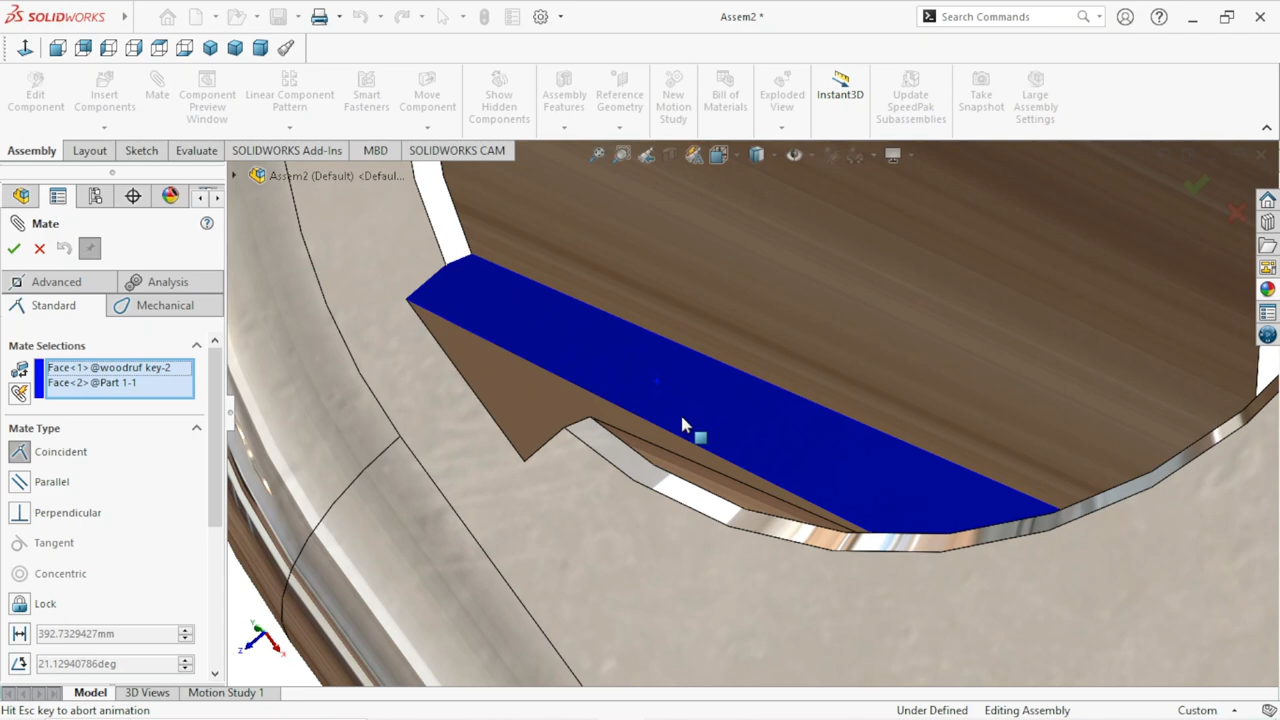 SOLIDWORKS
Assem2 *
Search Commands
Edit Component
Insert Components
Mate
Component Preview Window
Linear Component Pattern
Smart Fasteners
Move Component
Show Hidden Components
Assembly Features
Reference Geometry
New Motion Study
Bill of Materials
Exploded View
Instant3D
Update SpeedPak Subassemblies
Take Snapshot
Large Assembly Settings
Assembly
Layout
Sketch
Evaluate
SOLIDWORKS Add-Ins
MBD
SOLIDWORKS CAM
Assem2 (Default) <Defaul...
Mate
Advanced
Analysis
Standard
Mechanical
Mate Selections
Face<1>@woodruf key-2
Face<2>@Part 1-1
Mate Type
Coincident
Parallel
Perpendicular
Tangent
Concentric
Lock
392.7329427mm
21.12940786deg
Y
Z
X
Model
3D Views
Motion Study 1
Hit Esc key to abort animation
Under Defined
Editing Assembly
Custom